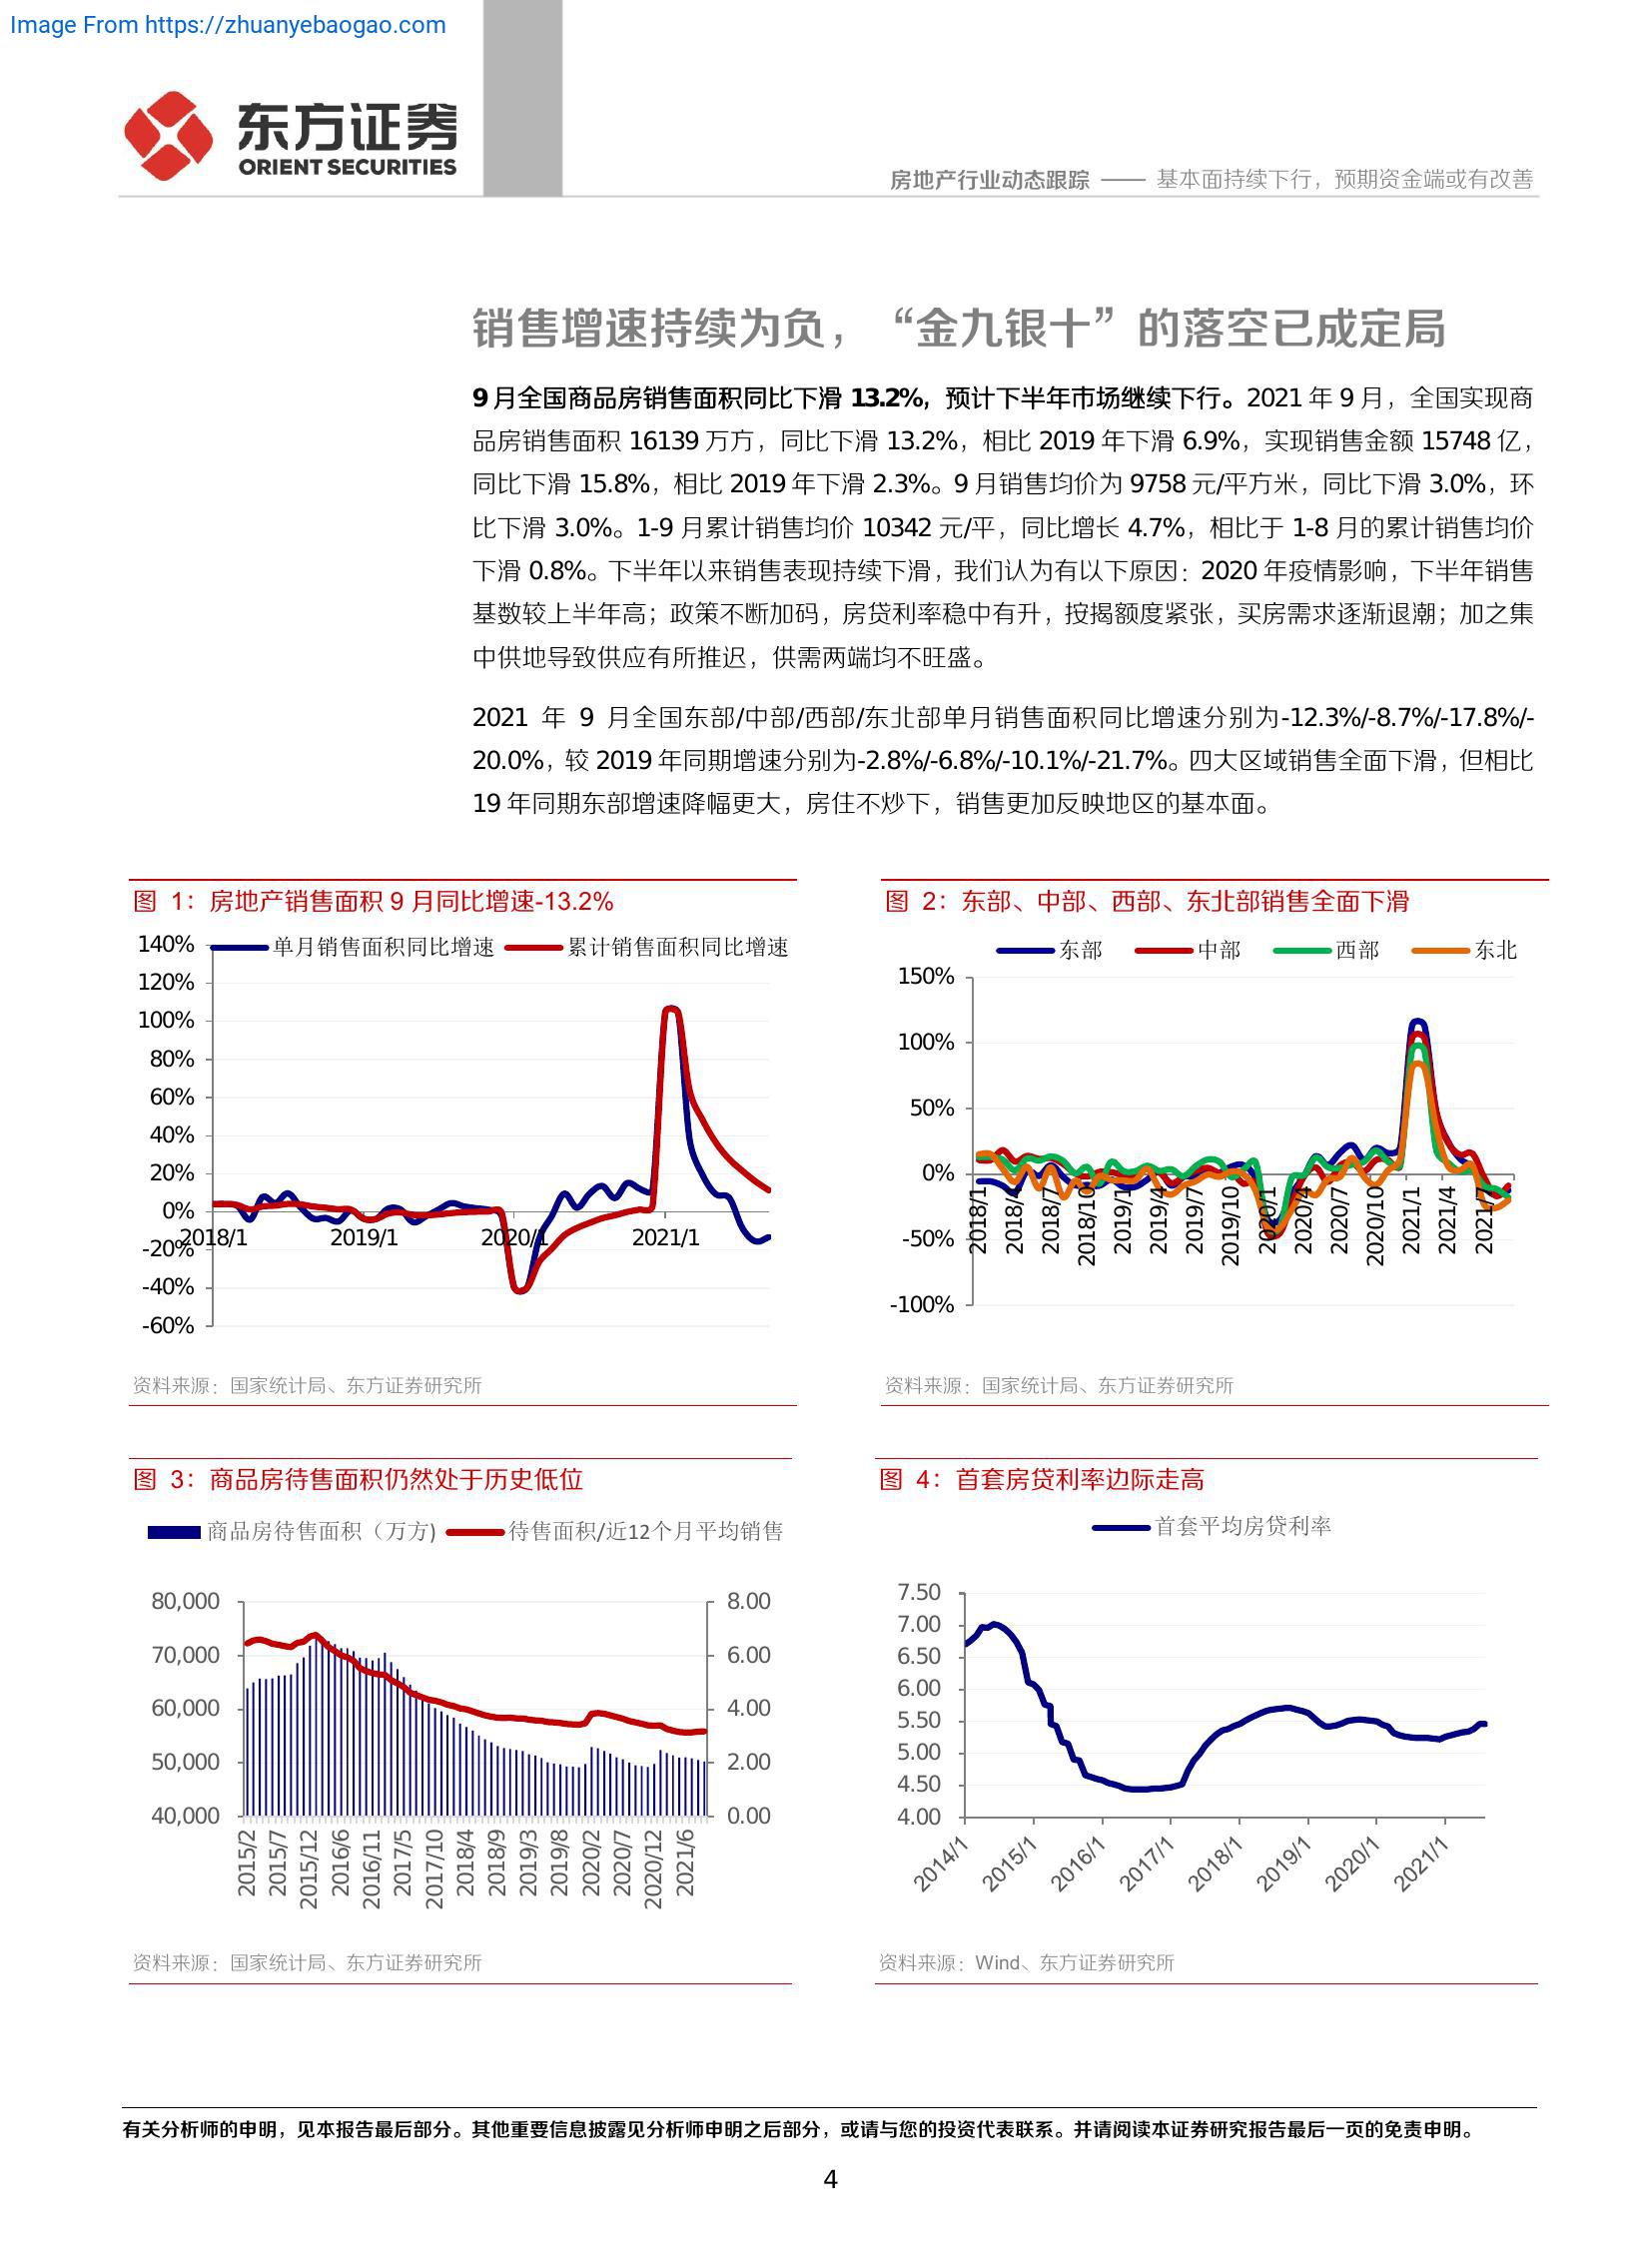 Image From https://zhuanyebaogao.com
东方证券
ORIENT SECURITIES
房地产行业动态跟踪 —— 基本面持续下行，预期资金端或有改善
销售增速持续为负，“金九银十”的落空已成定局
9月全国商品房销售面积同比下滑 13.2%，预计下半年市场继续下行。2021 年 9 月，全国实现商
品房销售面积 16139 万方，同比下滑 13.2%，相比 2019 年下滑 6.9%，实现销售金额 15748 亿，
同比下滑 15.8%，相比 2019 年下滑 2.3%。9 月销售均价为 9758 元/平方米，同比下滑 3.0%，环
比下滑 3.0%。1-9 月累计销售均价 10342 元/平，同比增长 4.7%，相比于 1-8 月的累计销售均价
下滑 0.8%。下半年以来销售表现持续下滑，我们认为有以下原因：2020 年疫情影响，下半年销售
基数较上半年高；政策不断加码，房贷利率稳中有升，按揭额度紧张，买房需求逐渐退潮；加之集
中供地导致供应有所推迟，供需两端均不旺盛。
2021 年 9 月全国东部/中部/西部/东北部单月销售面积同比增速分别为-12.3%/-8.7%/-17.8%/-
20.0%，较 2019 年同期增速分别为-2.8%/-6.8%/-10.1%/-21.7%。四大区域销售全面下滑，但相比
19 年同期东部增速降幅更大，房住不炒下，销售更加反映地区的基本面。
图 1：房地产销售面积 9 月同比增速-13.2%
单月销售面积同比增速 累计销售面积同比增速
140%
120%
100%
80%
60%
40%
20%
0%
-20%
-40%
-60%
2018/1 2019/1 2020/1 2021/1
资料来源：国家统计局、东方证券研究所
图 2：东部、中部、西部、东北部销售全面下滑
东部 中部 西部 东北
150%
100%
50%
0%
-50%
-100%
2018/1 2018/4 2018/7 2018/10 2019/1 2019/4 2019/7 2019/10 2020/1 2020/4 2020/7 2020/10 2021/1 2021/4 2021/7
资料来源：国家统计局、东方证券研究所
图 3：商品房待售面积仍然处于历史低位
商品房待售面积（万方) 待售面积/近12个月平均销售
80,000 8.00
70,000 6.00
60,000 4.00
50,000 2.00
40,000 0.00
2015/2 2015/7 2015/12 2016/6 2016/11 2017/5 2017/10 2018/4 2018/9 2019/3 2019/8 2020/2 2020/7 2020/12 2021/6
资料来源：国家统计局、东方证券研究所
图 4：首套房贷利率边际走高
首套平均房贷利率
7.50
7.00
6.50
6.00
5.50
5.00
4.50
4.00
2014/1 2015/1 2016/1 2017/1 2018/1 2019/1 2020/1 2021/1
资料来源：Wind、东方证券研究所
有关分析师的申明，见本报告最后部分。其他重要信息披露见分析师申明之后部分，或请与您的投资代表联系。并请阅读本证券研究报告最后一页的免责申明。
4